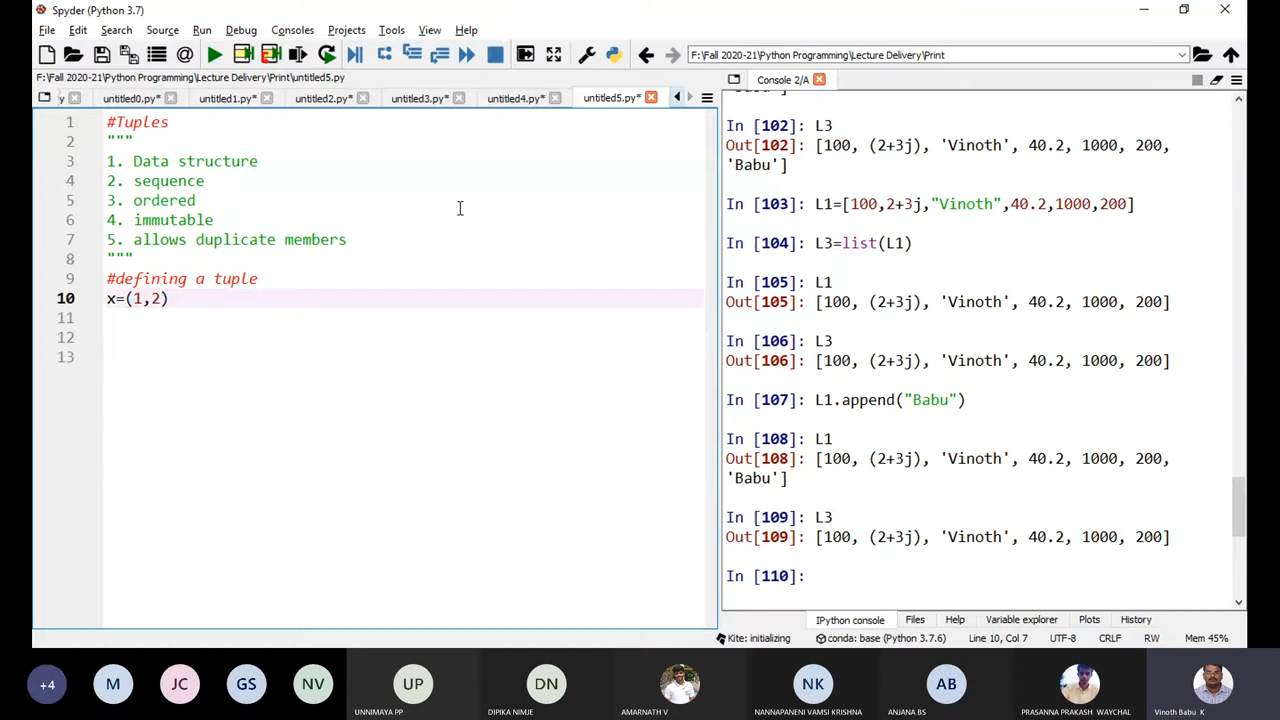 Spyder (Python 3.7)
File Edit Search Source Run Debug Consoles Projects Tools View Help
F:\Fall 2020-21\Python Programming\Lecture Delivery\Print
F:\Fall 2020-21\Python Programming\Lecture Delivery\Print\untitled5.py
y untitled0.py* untitled1.py* untitled2.py* untitled3.py* untitled4.py* untitled5.py*
1 #Tuples
2 """
3 1. Data structure
4 2. sequence
5 3. ordered
6 4. immutable
7 5. allows duplicate members
8 """
9 #defining a tuple
10 x=(1,2)
11
12
13
Console 2/A
'Babu']
In [102]: L3
Out[102]: [100, (2+3j), 'Vinoth', 40.2, 1000, 200,
'Babu']
In [103]: L1=[100,2+3j,"Vinoth",40.2,1000,200]
In [104]: L3=list(L1)
In [105]: L1
Out[105]: [100, (2+3j), 'Vinoth', 40.2, 1000, 200]
In [106]: L3
Out[106]: [100, (2+3j), 'Vinoth', 40.2, 1000, 200]
In [107]: L1.append("Babu")
In [108]: L1
Out[108]: [100, (2+3j), 'Vinoth', 40.2, 1000, 200,
'Babu']
In [109]: L3
Out[109]: [100, (2+3j), 'Vinoth', 40.2, 1000, 200]
In [110]:
IPython console Files Help Variable explorer Plots History
Kite: initializing conda: base (Python 3.7.6) Line 10, Col 7 UTF-8 CRLF RW Mem 45%
+4 M JC GS NV UP DN NK AB
UNNIMAYA PP DIPIKA NIMJE AMARNATH V NANNAPANENI VAMSI KRISHNA ANJANA BS PRASANNA PRAKASH WAYCHAL Vinoth Babu K